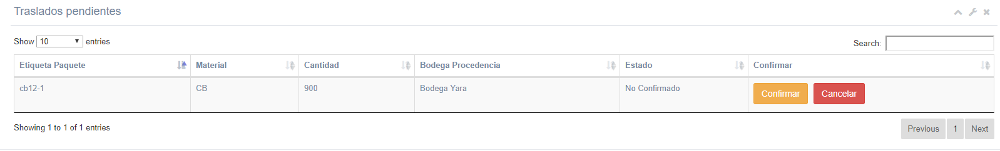 Traslados pendientes
Show 10 entries
Search:
Etiqueta Paquete Material Cantidad Bodega Procedencia Estado Confirmar
cb12-1 CB 900 Bodega Yara No Confirmado Confirmar Cancelar
Showing 1 to 1 of 1 entries
Previous 1 Next